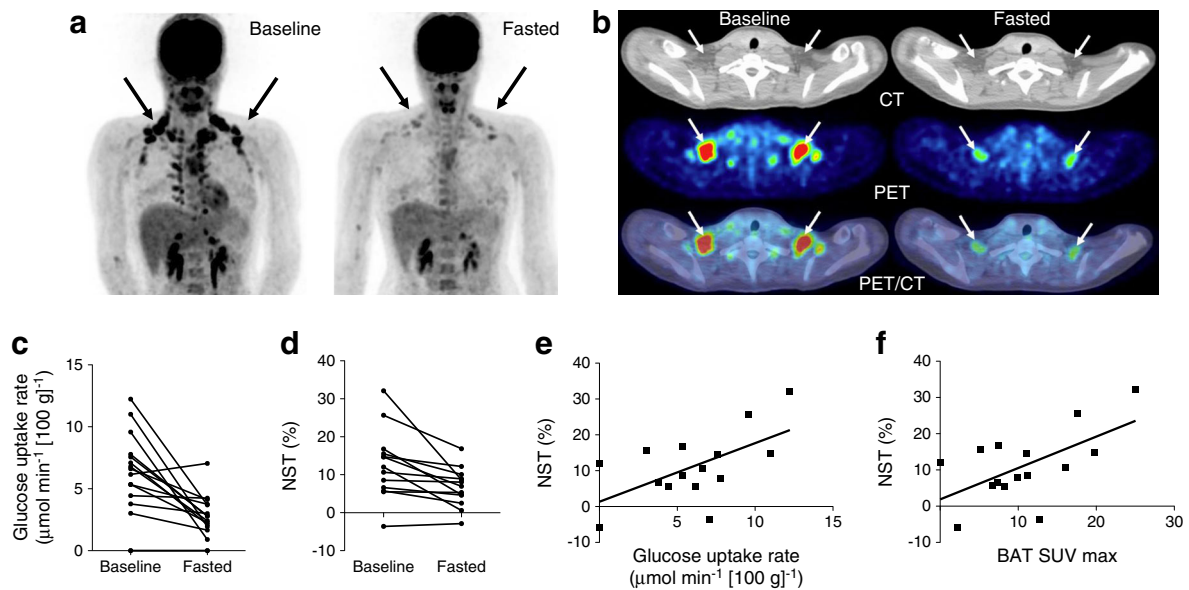 a
Baseline
Fasted
b
Baseline
Fasted
CT
PET
PET/CT
c
Glucose uptake rate
(μmol min⁻¹ [100 g]⁻¹)
15
10
5
0
Baseline
Fasted
d
NST (%)
40
30
20
10
0
-10
Baseline
Fasted
e
NST (%)
40
30
20
10
0
-10
5
10
15
Glucose uptake rate
(μmol min⁻¹ [100 g]⁻¹)
f
NST (%)
40
30
20
10
0
-10
10
20
30
BAT SUV max